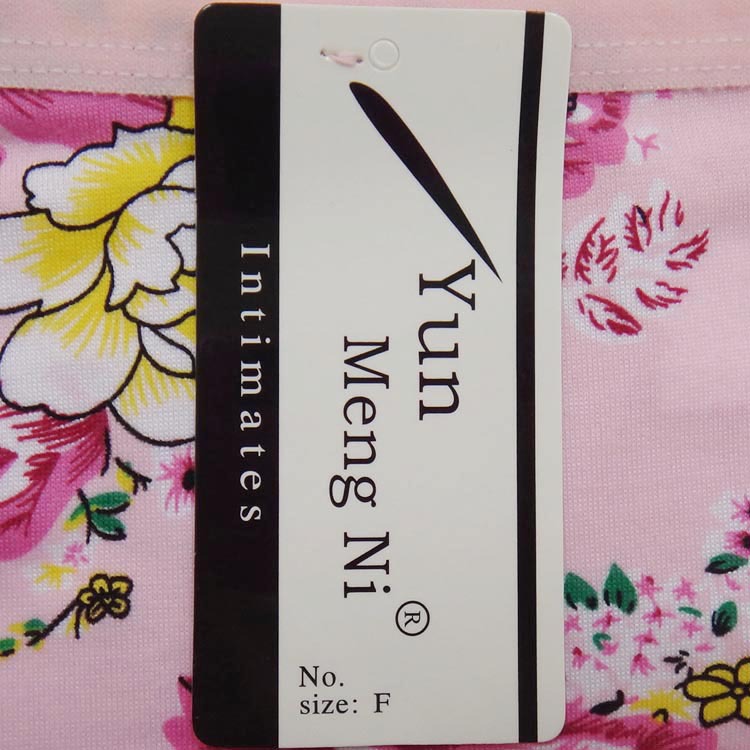 Intimates
Yun
Meng Ni®
No.
size: F